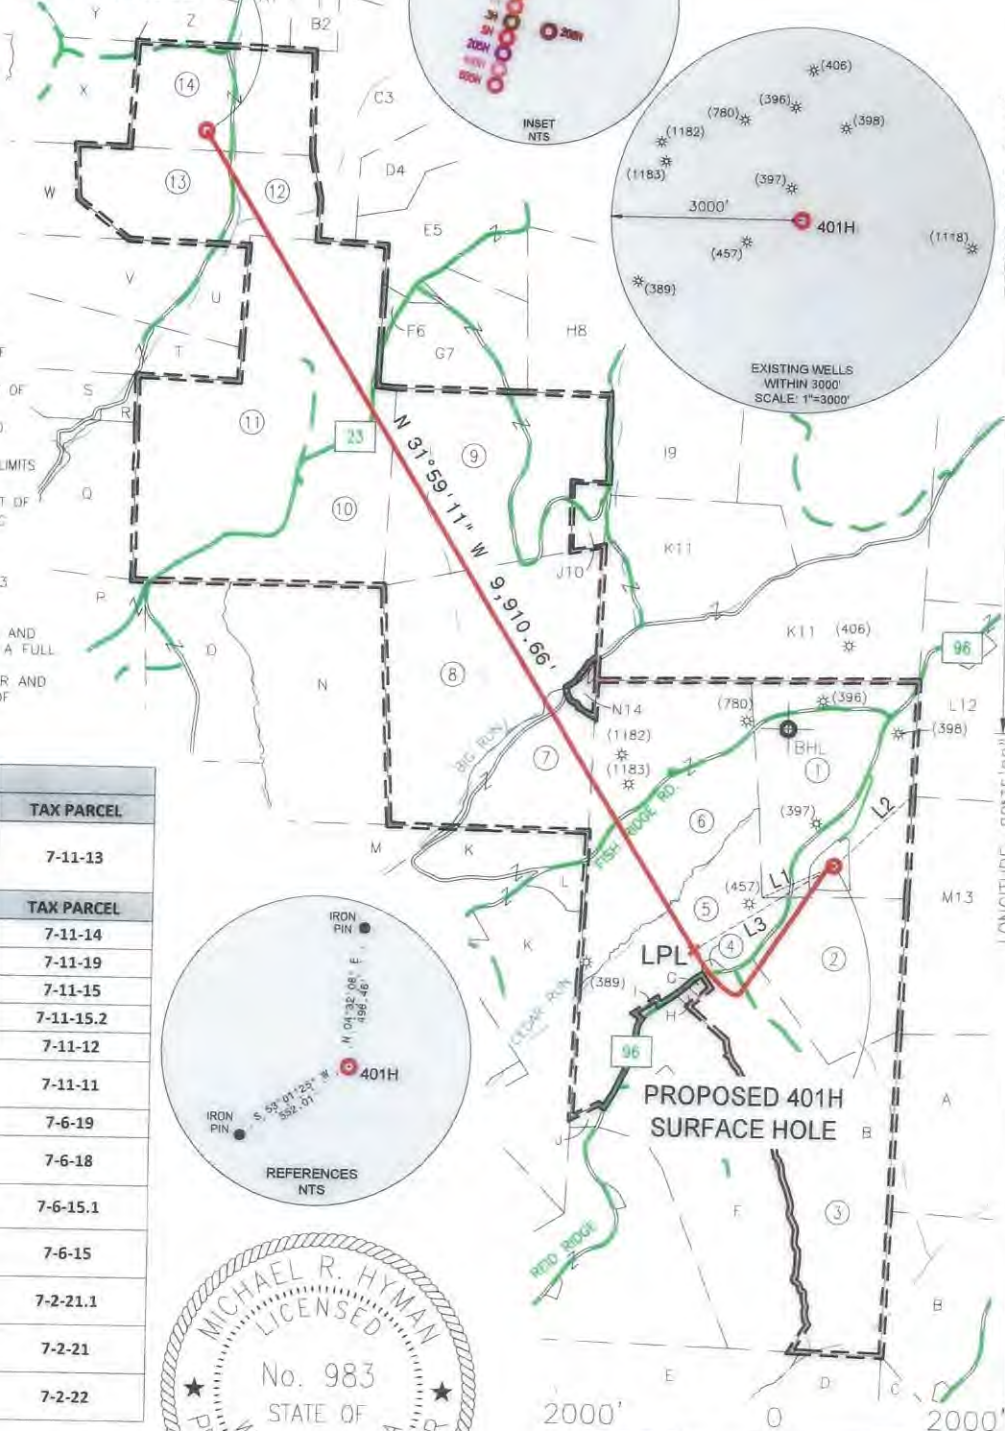 Y
Z
B2
X
14
C3
W
13
12
D4
E5
V
U
F6
G7
H8
T
S
R
OF
11
23
9
I9
LIMITS
Q
T OF
10
K11
J10
P
O
AND
A FULL
R AND
OF
N
8
N 31°59'11" W 9,910.66'
3H
5N
205H
600H
206H
INSET
NTS
(406)
(780)
(396)
(398)
(1182)
(1183)
(397)
3000'
401H
(457)
(1118)
(389)
EXISTING WELLS
WITHIN 3000'
SCALE: 1"=3000'
K11
(406)
96
L12
(780)
(396)
(398)
N14
(1182)
BHL
BIG RUN
7
(1183)
1
FISH RIDGE RD.
6
(397)
L2
M
K
L
L1
(457)
5
L3
M13
K
LPL
4
2
(389)
G
I
H
CEDAR RUN
96
PROPOSED 401H
SURFACE HOLE
A
B
J
F
3
REID RIDGE
B
E
D
C
TAX PARCEL
7-11-13
TAX PARCEL
7-11-14
7-11-19
7-11-15
7-11-15.2
7-11-12
7-11-11
7-6-19
7-6-18
7-6-15.1
7-6-15
7-2-21.1
7-2-21
7-2-22
IRON
PIN
N 04°32'08" E
498.46'
401H
S 53°01'25" W
552.01'
IRON
PIN
REFERENCES
NTS
MICHAEL R. HYMAN
LICENSED
No. 983
STATE OF
2000'
0
2000'